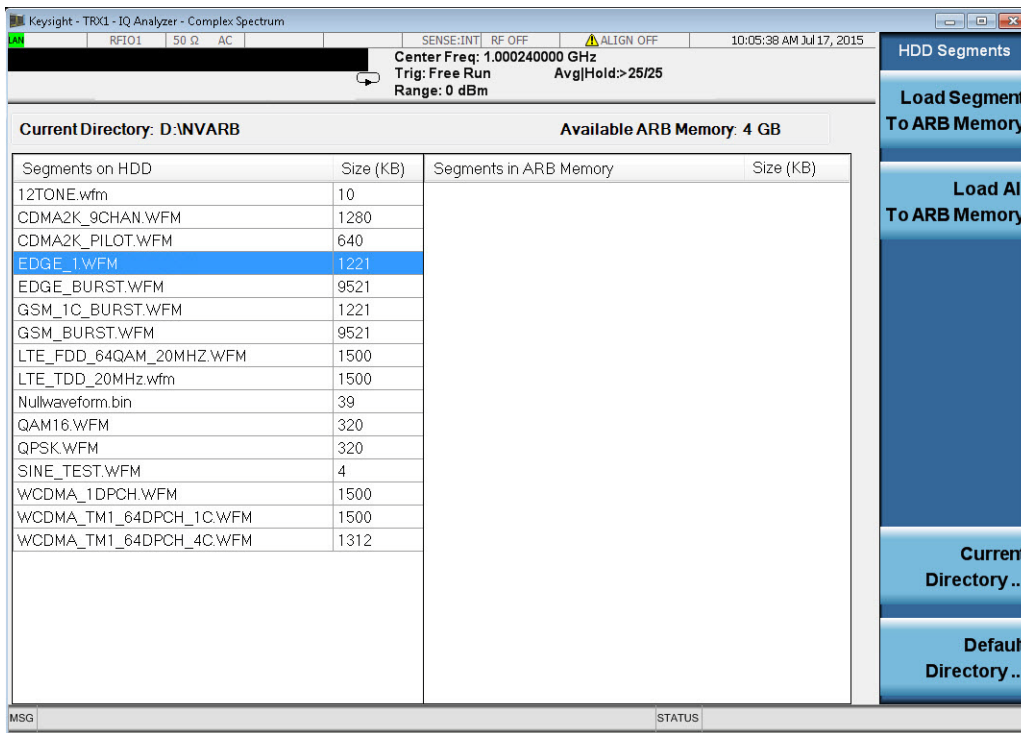 Keysight - TRX1 - IQ Analyzer - Complex Spectrum
LAN RFIO1 50 Ω AC SENSE:INT RF OFF ALIGN OFF 10:05:38 AM Jul 17, 2015
Center Freq: 1.000240000 GHz
Trig: Free Run Avg|Hold:>25/25
Range: 0 dBm
HDD Segments
Load Segment
To ARB Memory
Load Al
To ARB Memory
Current
Directory..
Default
Directory..
Current Directory: D:\NVARB Available ARB Memory: 4 GB
Segments on HDD Size (KB) Segments in ARB Memory Size (KB)
12TONE.wfm 10
CDMA2K_9CHAN.WFM 1280
CDMA2K_PILOT.WFM 640
EDGE_1.WFM 1221
EDGE_BURST.WFM 9521
GSM_1C_BURST.WFM 1221
GSM_BURST.WFM 9521
LTE_FDD_64QAM_20MHZ.WFM 1500
LTE_TDD_20MHz.wfm 1500
Nullwaveform.bin 39
QAM16.WFM 320
QPSK.WFM 320
SINE_TEST.WFM 4
WCDMA_1DPCH.WFM 1500
WCDMA_TM1_64DPCH_1C.WFM 1500
WCDMA_TM1_64DPCH_4C.WFM 1312
MSG STATUS